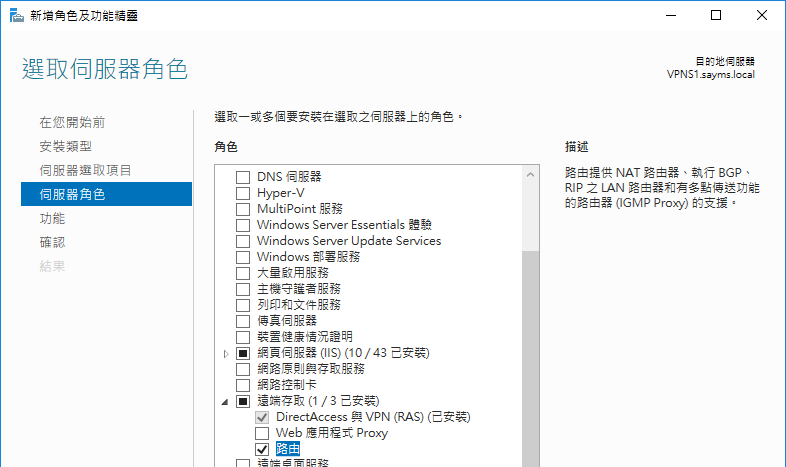 新增角色及功能精靈
選取伺服器角色
目的地伺服器
VPNS1.sayms.local
在您開始前
安裝類型
伺服器選取項目
伺服器角色
功能
確認
結果
選取一或多個要安裝在選取之伺服器上的角色。
角色
DNS 伺服器
Hyper-V
MultiPoint 服務
Windows Server Essentials 體驗
Windows Server Update Services
Windows 部署服務
大量啟用服務
主機守護者服務
列印和文件服務
傳真伺服器
裝置健康情況證明
網頁伺服器 (IIS) (10 / 43 已安裝)
網路原則與存取服務
網路控制卡
遠端存取 (1 / 3 已安裝)
DirectAccess 與 VPN (RAS) (已安裝)
Web 應用程式 Proxy
路由
遠端桌面服務
描述
路由提供 NAT 路由器、執行 BGP、
RIP 之 LAN 路由器和有多點傳送功能
的路由器 (IGMP Proxy) 的支援。